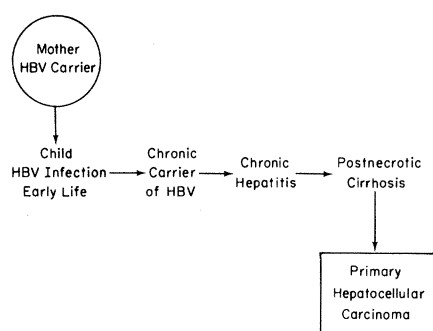 Mother
HBV Carrier
Child
HBV Infection
Early Life
Chronic
Carrier
of HBV
Chronic
Hepatitis
Postnecrotic
Cirrhosis
Primary
Hepatocellular
Carcinoma